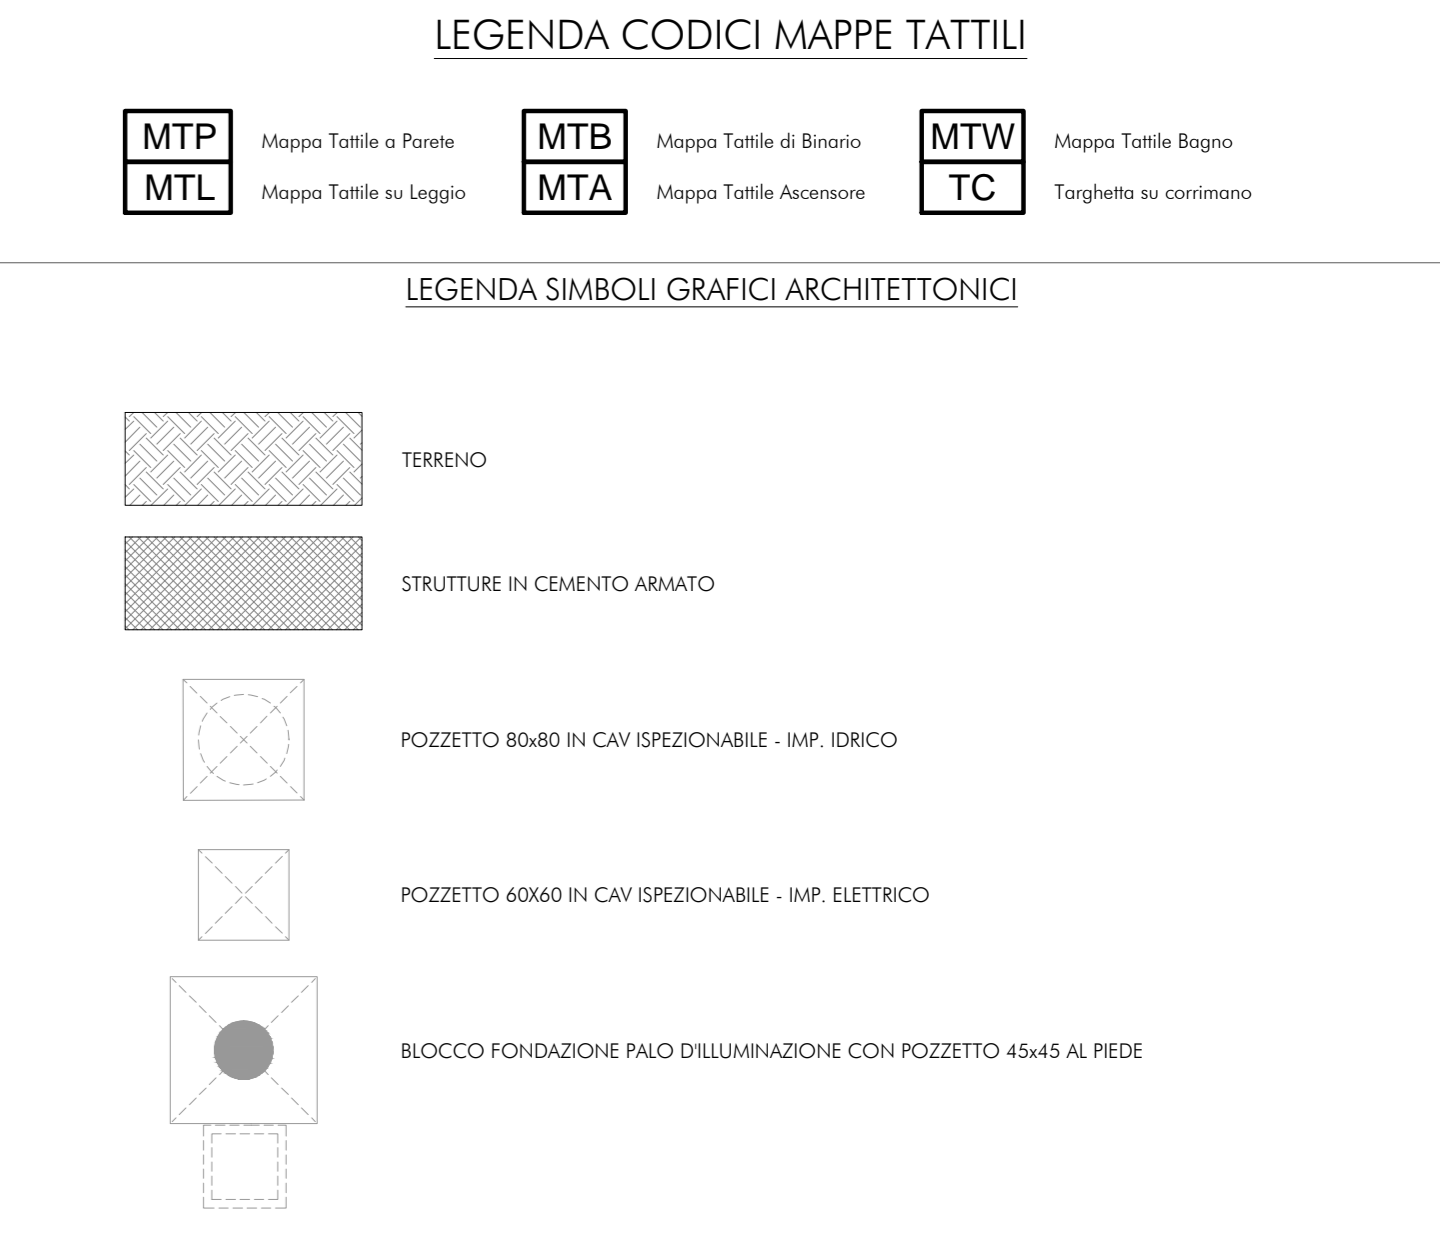 LEGENDA CODICI MAPPE TATTILI
MTP Mappa Tattile a Parete MTB Mappa Tattile di Binario MTW Mappa Tattile Bagno
MTL Mappa Tattile su Leggio MTA Mappa Tattile Ascensore TC Targhetta su corrimano
LEGENDA SIMBOLI GRAFICI ARCHITETTONICI
TERRENO
STRUTTURE IN CEMENTO ARMATO
POZZETTO 80x80 IN CAV ISPEZIONABILE - IMP. IDRICO
POZZETTO 60X60 IN CAV ISPEZIONABILE - IMP. ELETTRICO
BLOCCO FONDAZIONE PALO D'ILLUMINAZIONE CON POZZETTO 45x45 AL PIEDE